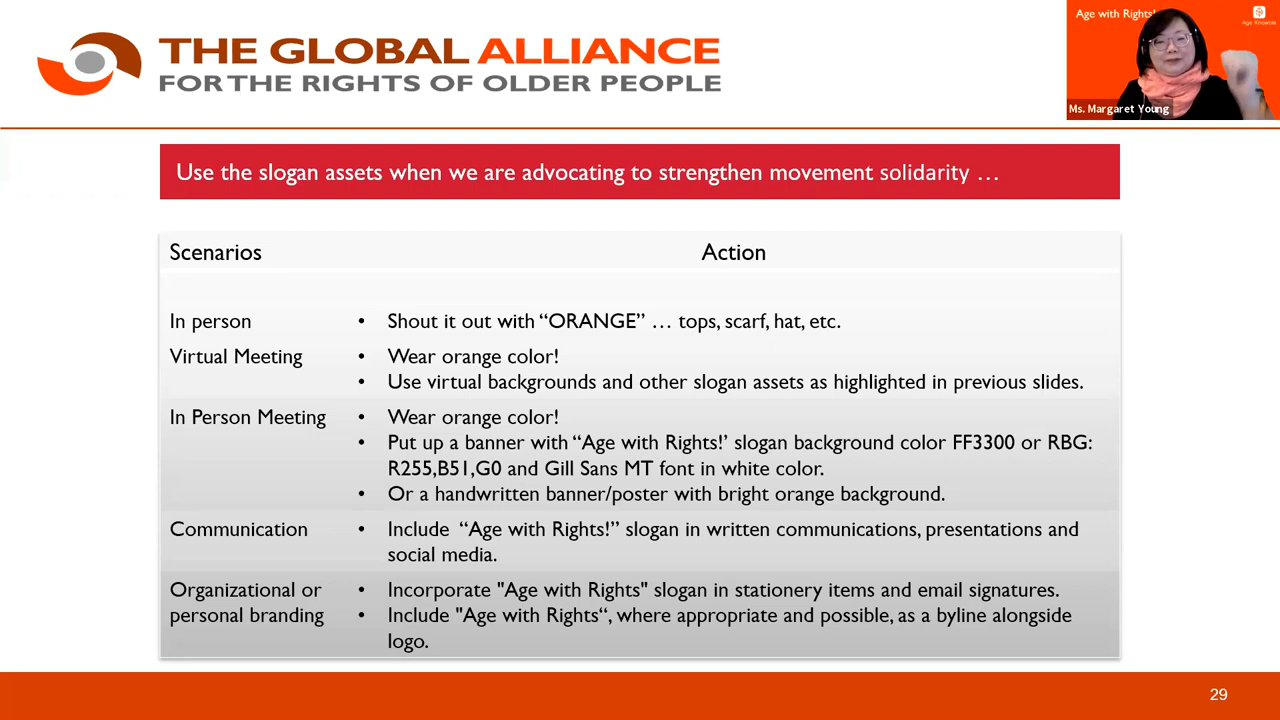 THE GLOBAL ALLIANCE
FOR THE RIGHTS OF OLDER PEOPLE
Age with Rights!
Age Knowble
Ms. Margaret Young
Use the slogan assets when we are advocating to strengthen movement solidarity …
Scenarios Action
In person • Shout it out with “ORANGE” … tops, scarf, hat, etc.
Virtual Meeting • Wear orange color!
• Use virtual backgrounds and other slogan assets as highlighted in previous slides.
In Person Meeting • Wear orange color!
• Put up a banner with “Age with Rights!’ slogan background color FF3300 or RBG:
R255,B51,G0 and Gill Sans MT font in white color.
• Or a handwritten banner/poster with bright orange background.
Communication • Include “Age with Rights!” slogan in written communications, presentations and
social media.
Organizational or • Incorporate "Age with Rights" slogan in stationery items and email signatures.
personal branding • Include "Age with Rights“, where appropriate and possible, as a byline alongside
logo.
29